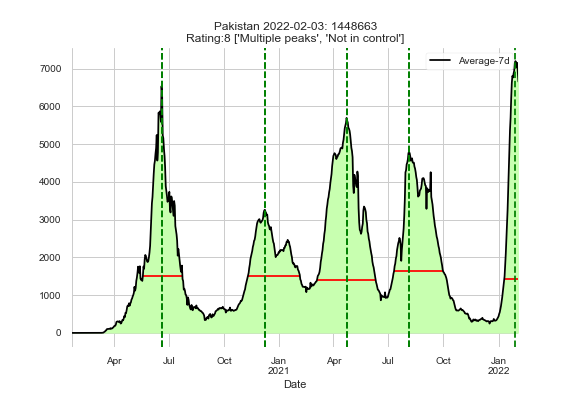 Pakistan 2022-02-03: 1448663
Rating:8 ['Multiple peaks', 'Not in control']
Average-7d
7000
6000
5000
4000
3000
2000
1000
0
Apr Jul Oct Jan Apr Jul Oct Jan
2021 2022
Date